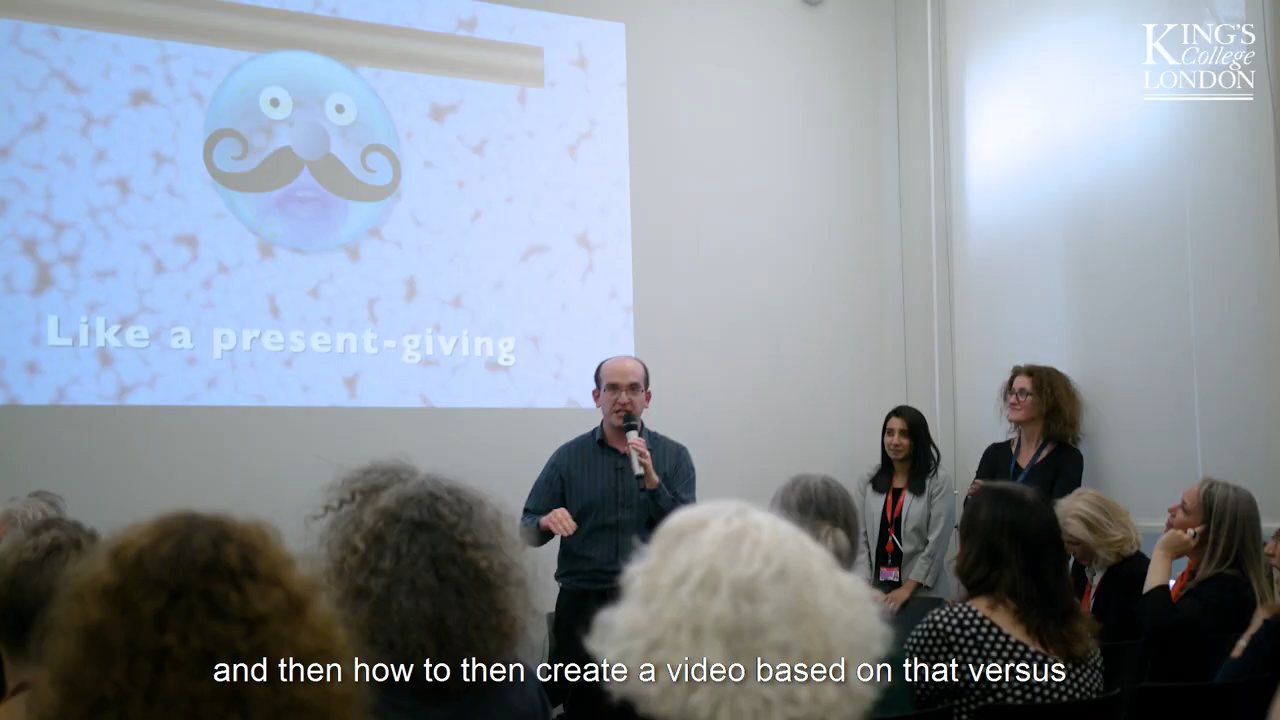 KING'S
College
LONDON
Like a present-giving
and then how to then create a video based on that versus